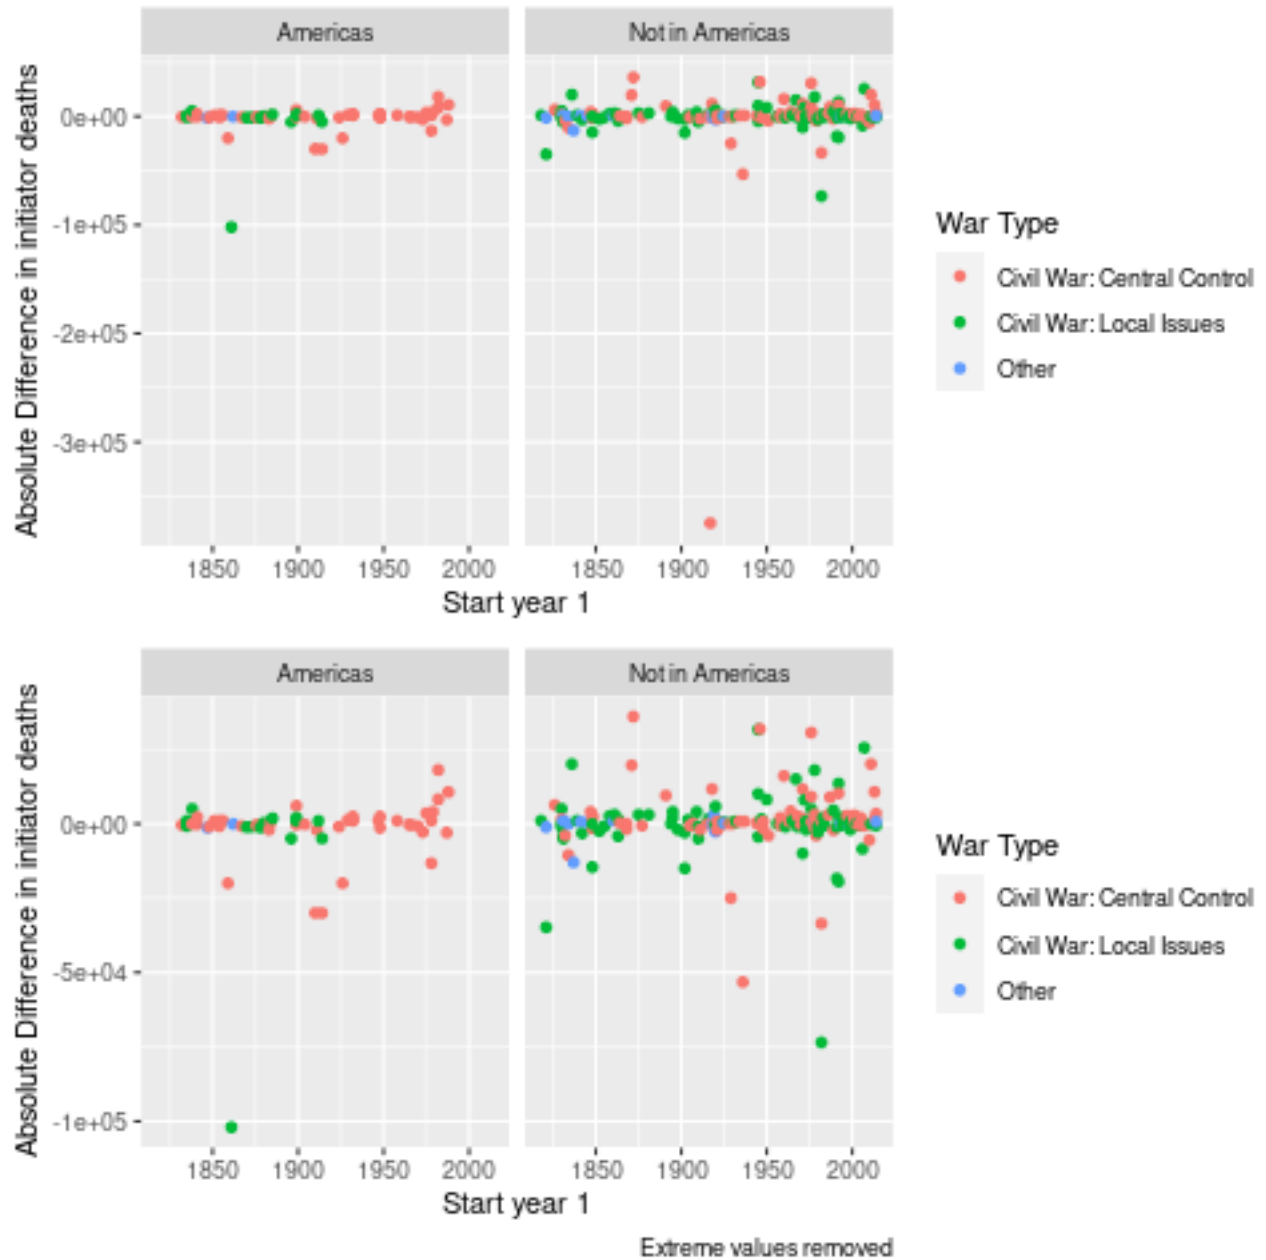 Americas
Not in Americas
Absolute Difference in initiator deaths
0e+00
-1e+05
-2e+05
-3e+05
1850 1900 1950 2000
1850 1900 1950 2000
Start year 1
War Type
Civil War: Central Control
Civil War: Local Issues
Other
Americas
Not in Americas
Absolute Difference in initiator deaths
0e+00
-5e+04
-1e+05
1850 1900 1950 2000
1850 1900 1950 2000
Start year 1
War Type
Civil War: Central Control
Civil War: Local Issues
Other
Extreme values removed